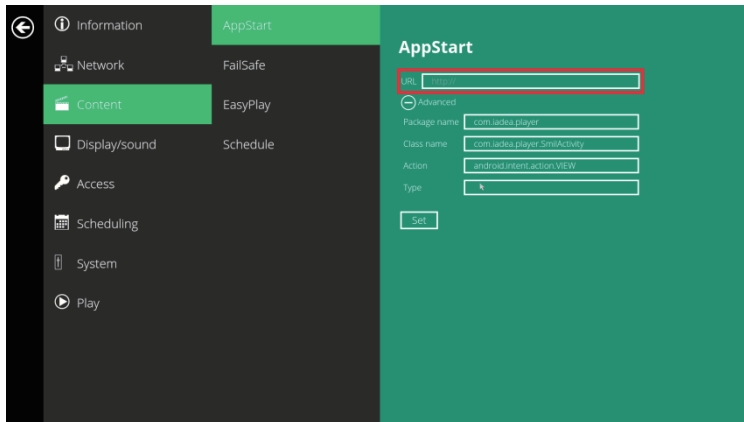 Information
Network
Content
Display/sound
Access
Scheduling
System
Play
AppStart
FailSafe
EasyPlay
Schedule
AppStart
URL http://
Advanced
Package name com.iadea.player
Class name com.iadea.player.SmilActivity
Action android.intent.action.VIEW
Type
Set